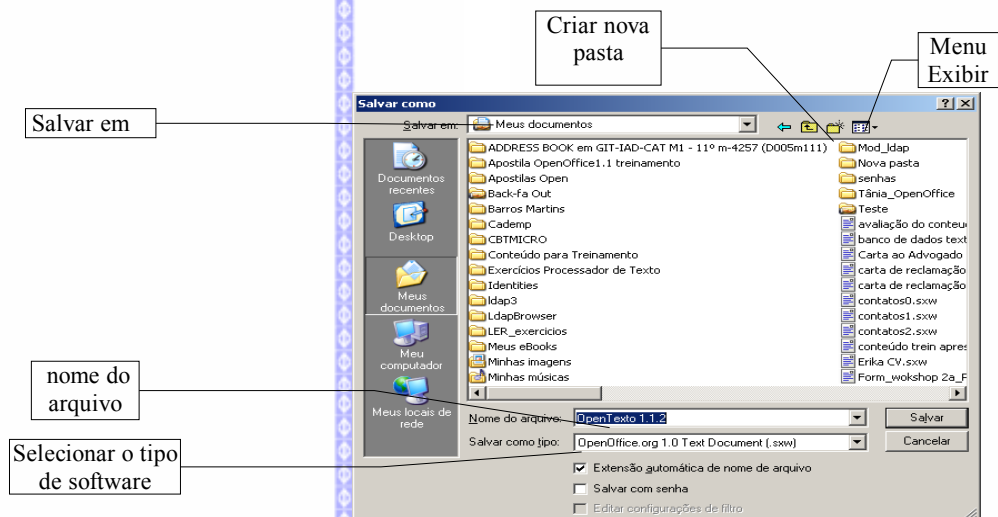 Criar nova
pasta
Menu
Exibir
Salvar em
nome do
arquivo
Selecionar o tipo
de software
Salvar como
Salvar em:
Meus documentos
Documentos
recentes
Desktop
Meus
documentos
Meu
computador
Meus locais de
rede
ADDRESS BOOK em GIT-IAD-CAT M1 - 11º m-4257 (D005m111)
Apostila OpenOffice1.1 treinamento
Apostilas Open
Back-fa Out
Barros Martins
Cademp
CBTMICRO
Conteúdo para Treinamento
Exercícios Processador de Texto
Identities
ldap3
LdapBrowser
LER_exercicios
Meus eBooks
Minhas imagens
Minhas músicas
Mod_ldap
Nova pasta
senhas
Tânia_OpenOffice
Teste
avaliação do conteu
banco de dados text
Carta ao Advogado
carta de reclamação
carta de reclamação
contatos0.sxw
contatos1.sxw
contatos2.sxw
conteúdo trein apres
Erika CV.sxw
Form_wokshop 2a_F
Nome do arquivo:
OpenTexto 1.1.2
Salvar
Salvar como tipo:
OpenOffice.org 1.0 Text Document (.sxw)
Cancelar
Extensão automática de nome de arquivo
Salvar com senha
Editar configurações de filtro